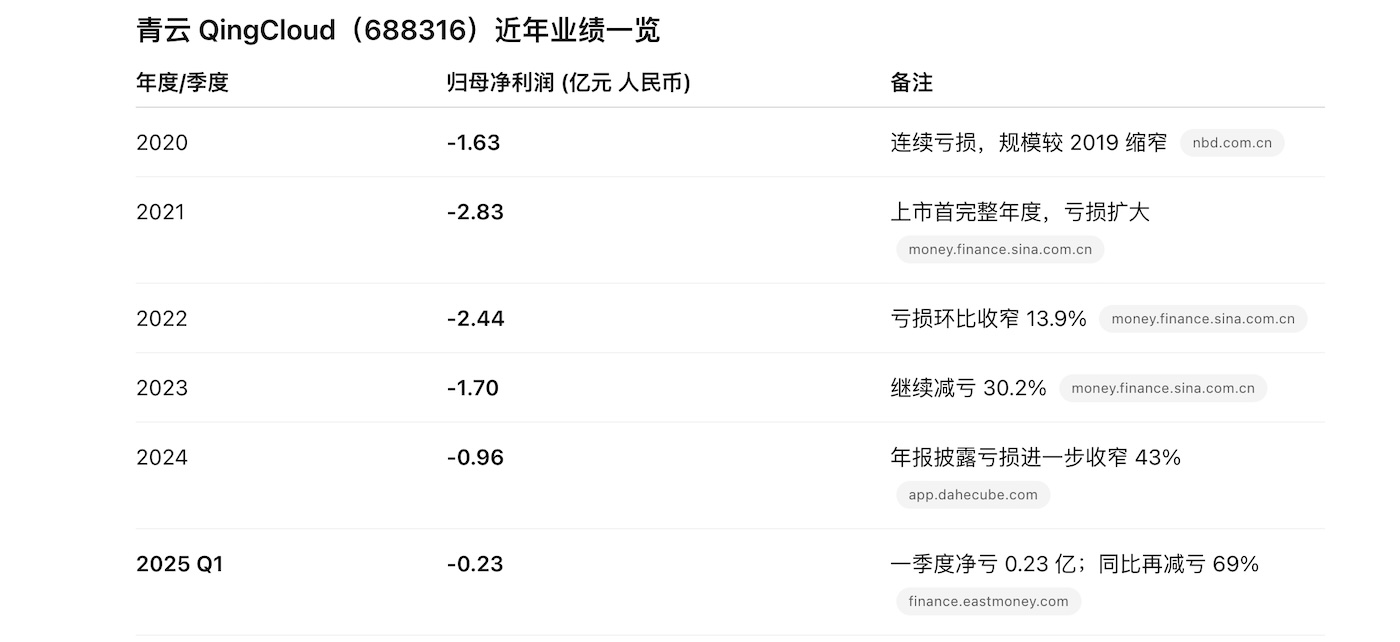 青云 QingCloud（688316）近年业绩一览
年度/季度 归母净利润 (亿元 人民币) 备注
2020 -1.63 连续亏损，规模较 2019 缩窄 nbd.com.cn
2021 -2.83 上市首完整年度，亏损扩大
money.finance.sina.com.cn
2022 -2.44 亏损环比收窄 13.9% money.finance.sina.com.cn
2023 -1.70 继续减亏 30.2% money.finance.sina.com.cn
2024 -0.96 年报披露亏损进一步收窄 43%
app.dahecube.com
2025 Q1 -0.23 一季度净亏 0.23 亿；同比再减亏 69%
finance.eastmoney.com